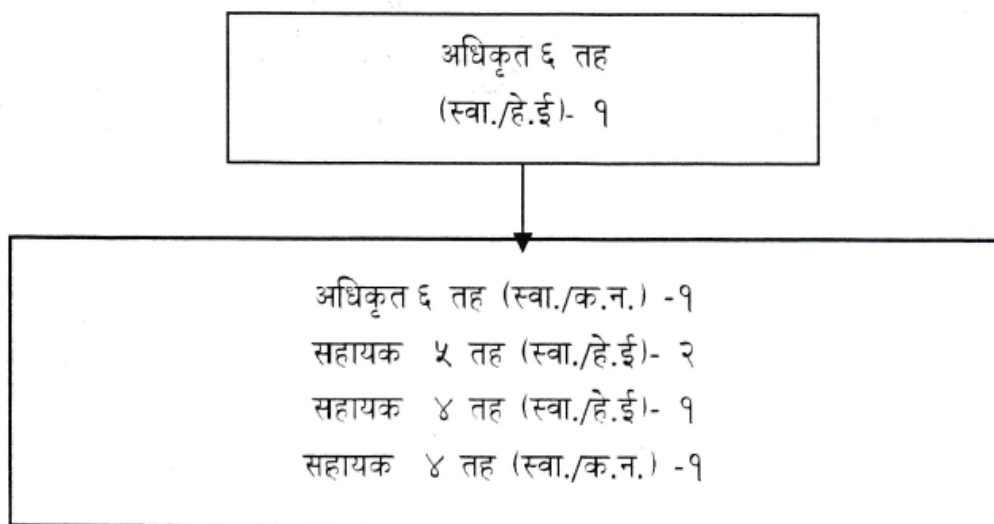 अधिकृत ६ तह
(स्वा./हे.ई)- १
अधिकृत ६ तह (स्वा./क.न.) -१
सहायक ५ तह (स्वा./हे.ई)- २
सहायक ४ तह (स्वा./हे.ई)- १
सहायक ४ तह (स्वा./क.न.) -१